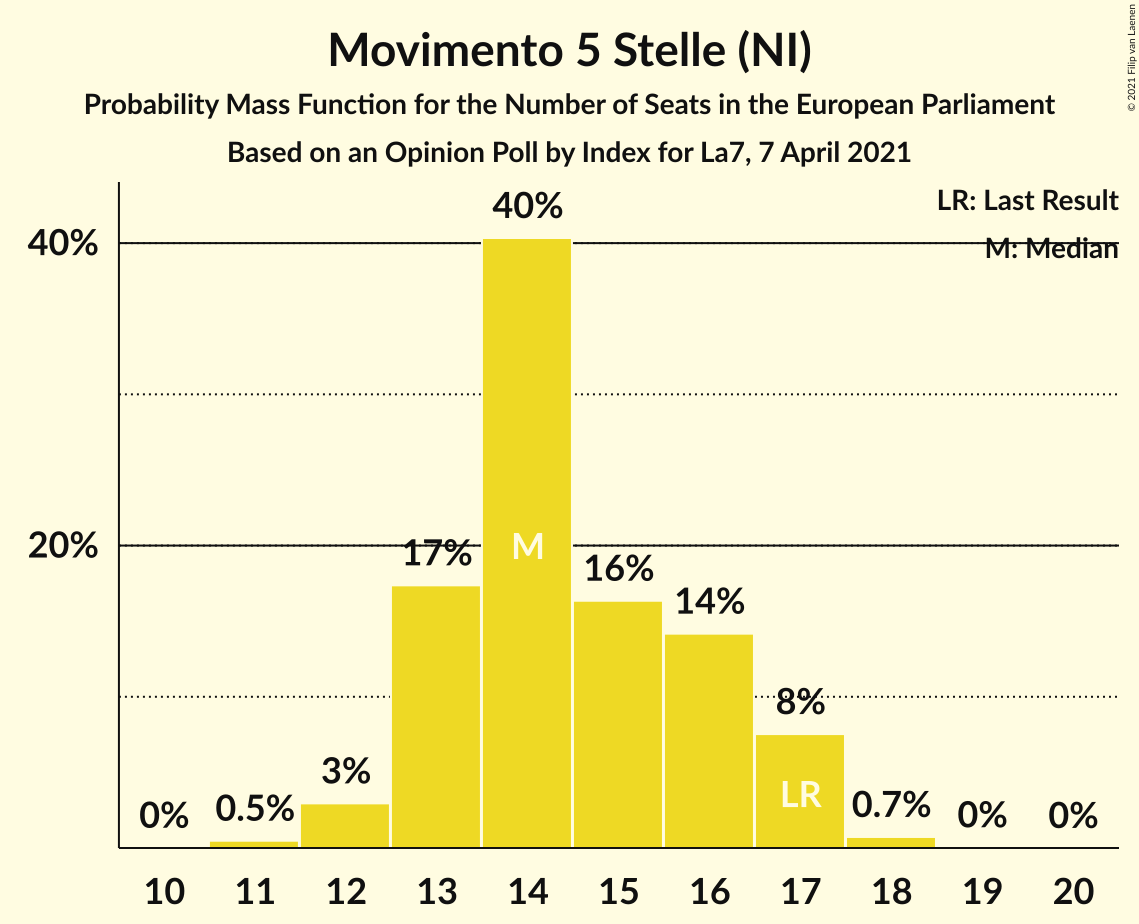 Movimento 5 Stelle (NI)
Probability Mass Function for the Number of Seats in the European Parliament
Based on an Opinion Poll by Index for La7, 7 April 2021
© 2021 Filip van Laenen
LR: Last Result
M: Median
40%
20%
0%
0.5%
3%
17%
40%
16%
14%
8%
0.7%
0%
0%
M
LR
10 11 12 13 14 15 16 17 18 19 20